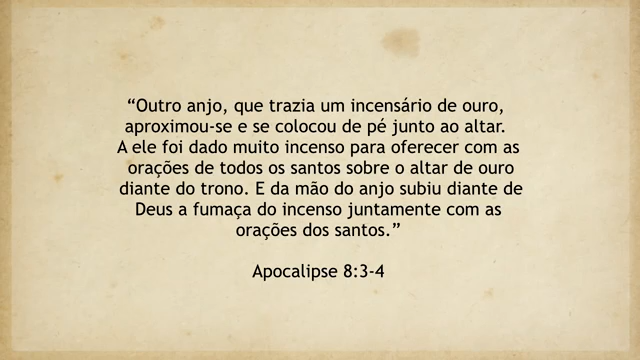 “Outro anjo, que trazia um incensário de ouro,
aproximou-se e se colocou de pé junto ao altar.
A ele foi dado muito incenso para oferecer com as
orações de todos os santos sobre o altar de ouro
diante do trono. E da mão do anjo subiu diante de
Deus a fumaça do incenso juntamente com as
orações dos santos.”
Apocalipse 8:3-4